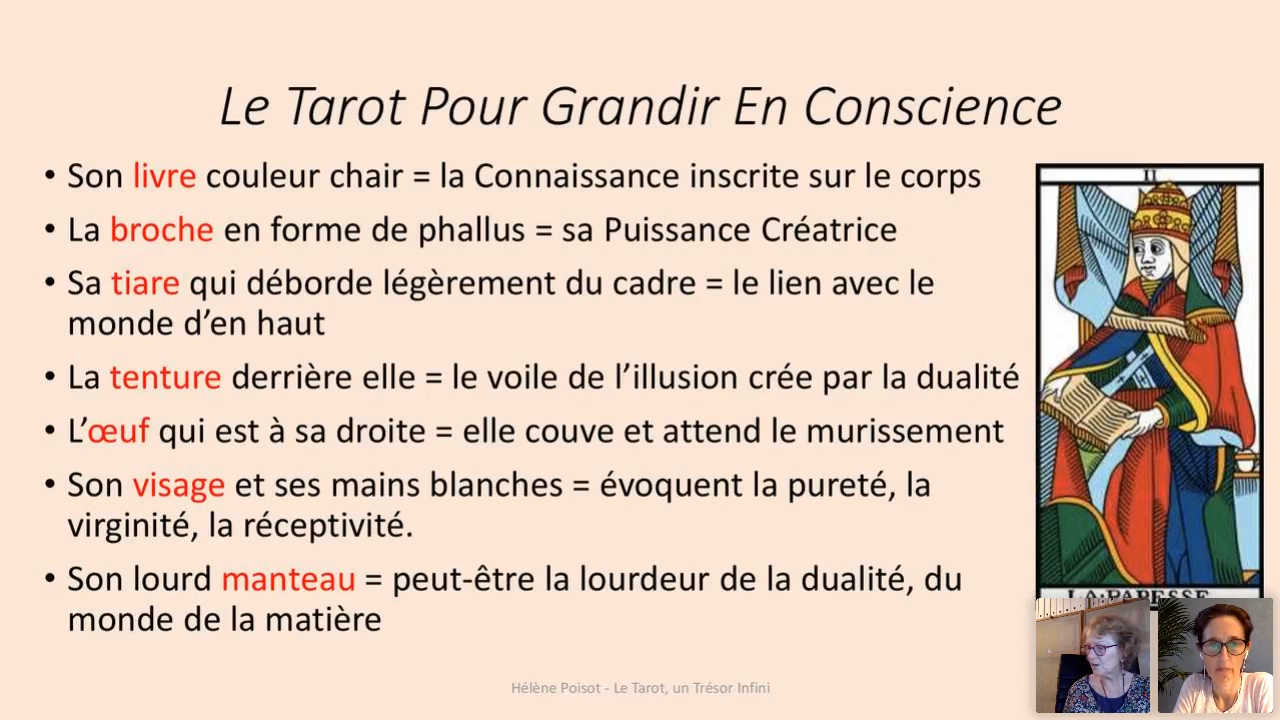 Le Tarot Pour Grandir En Conscience
• Son livre couleur chair = la Connaissance inscrite sur le corps
• La broche en forme de phallus = sa Puissance Créatrice
• Sa tiare qui déborde légèrement du cadre = le lien avec le
monde d’en haut
• La tenture derrière elle = le voile de l’illusion crée par la dualité
• L’œuf qui est à sa droite = elle couve et attend le murissement
• Son visage et ses mains blanches = évoquent la pureté, la
virginité, la réceptivité.
• Son lourd manteau = peut-être la lourdeur de la dualité, du
monde de la matière
II
LA·PAPESSE
Hélène Poisot - Le Tarot, un Trésor Infini